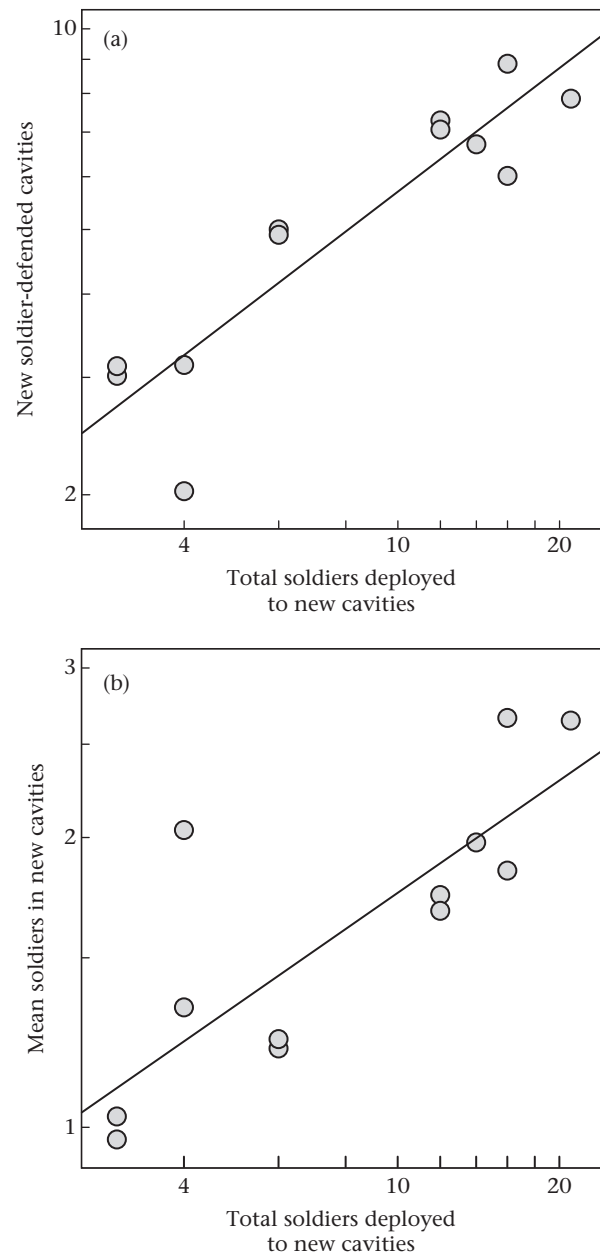 10
(a)
New soldier-defended cavities
2
4
10
20
Total soldiers deployed
to new cavities
3
(b)
2
Mean soldiers in new cavities
1
4
10
20
Total soldiers deployed
to new cavities